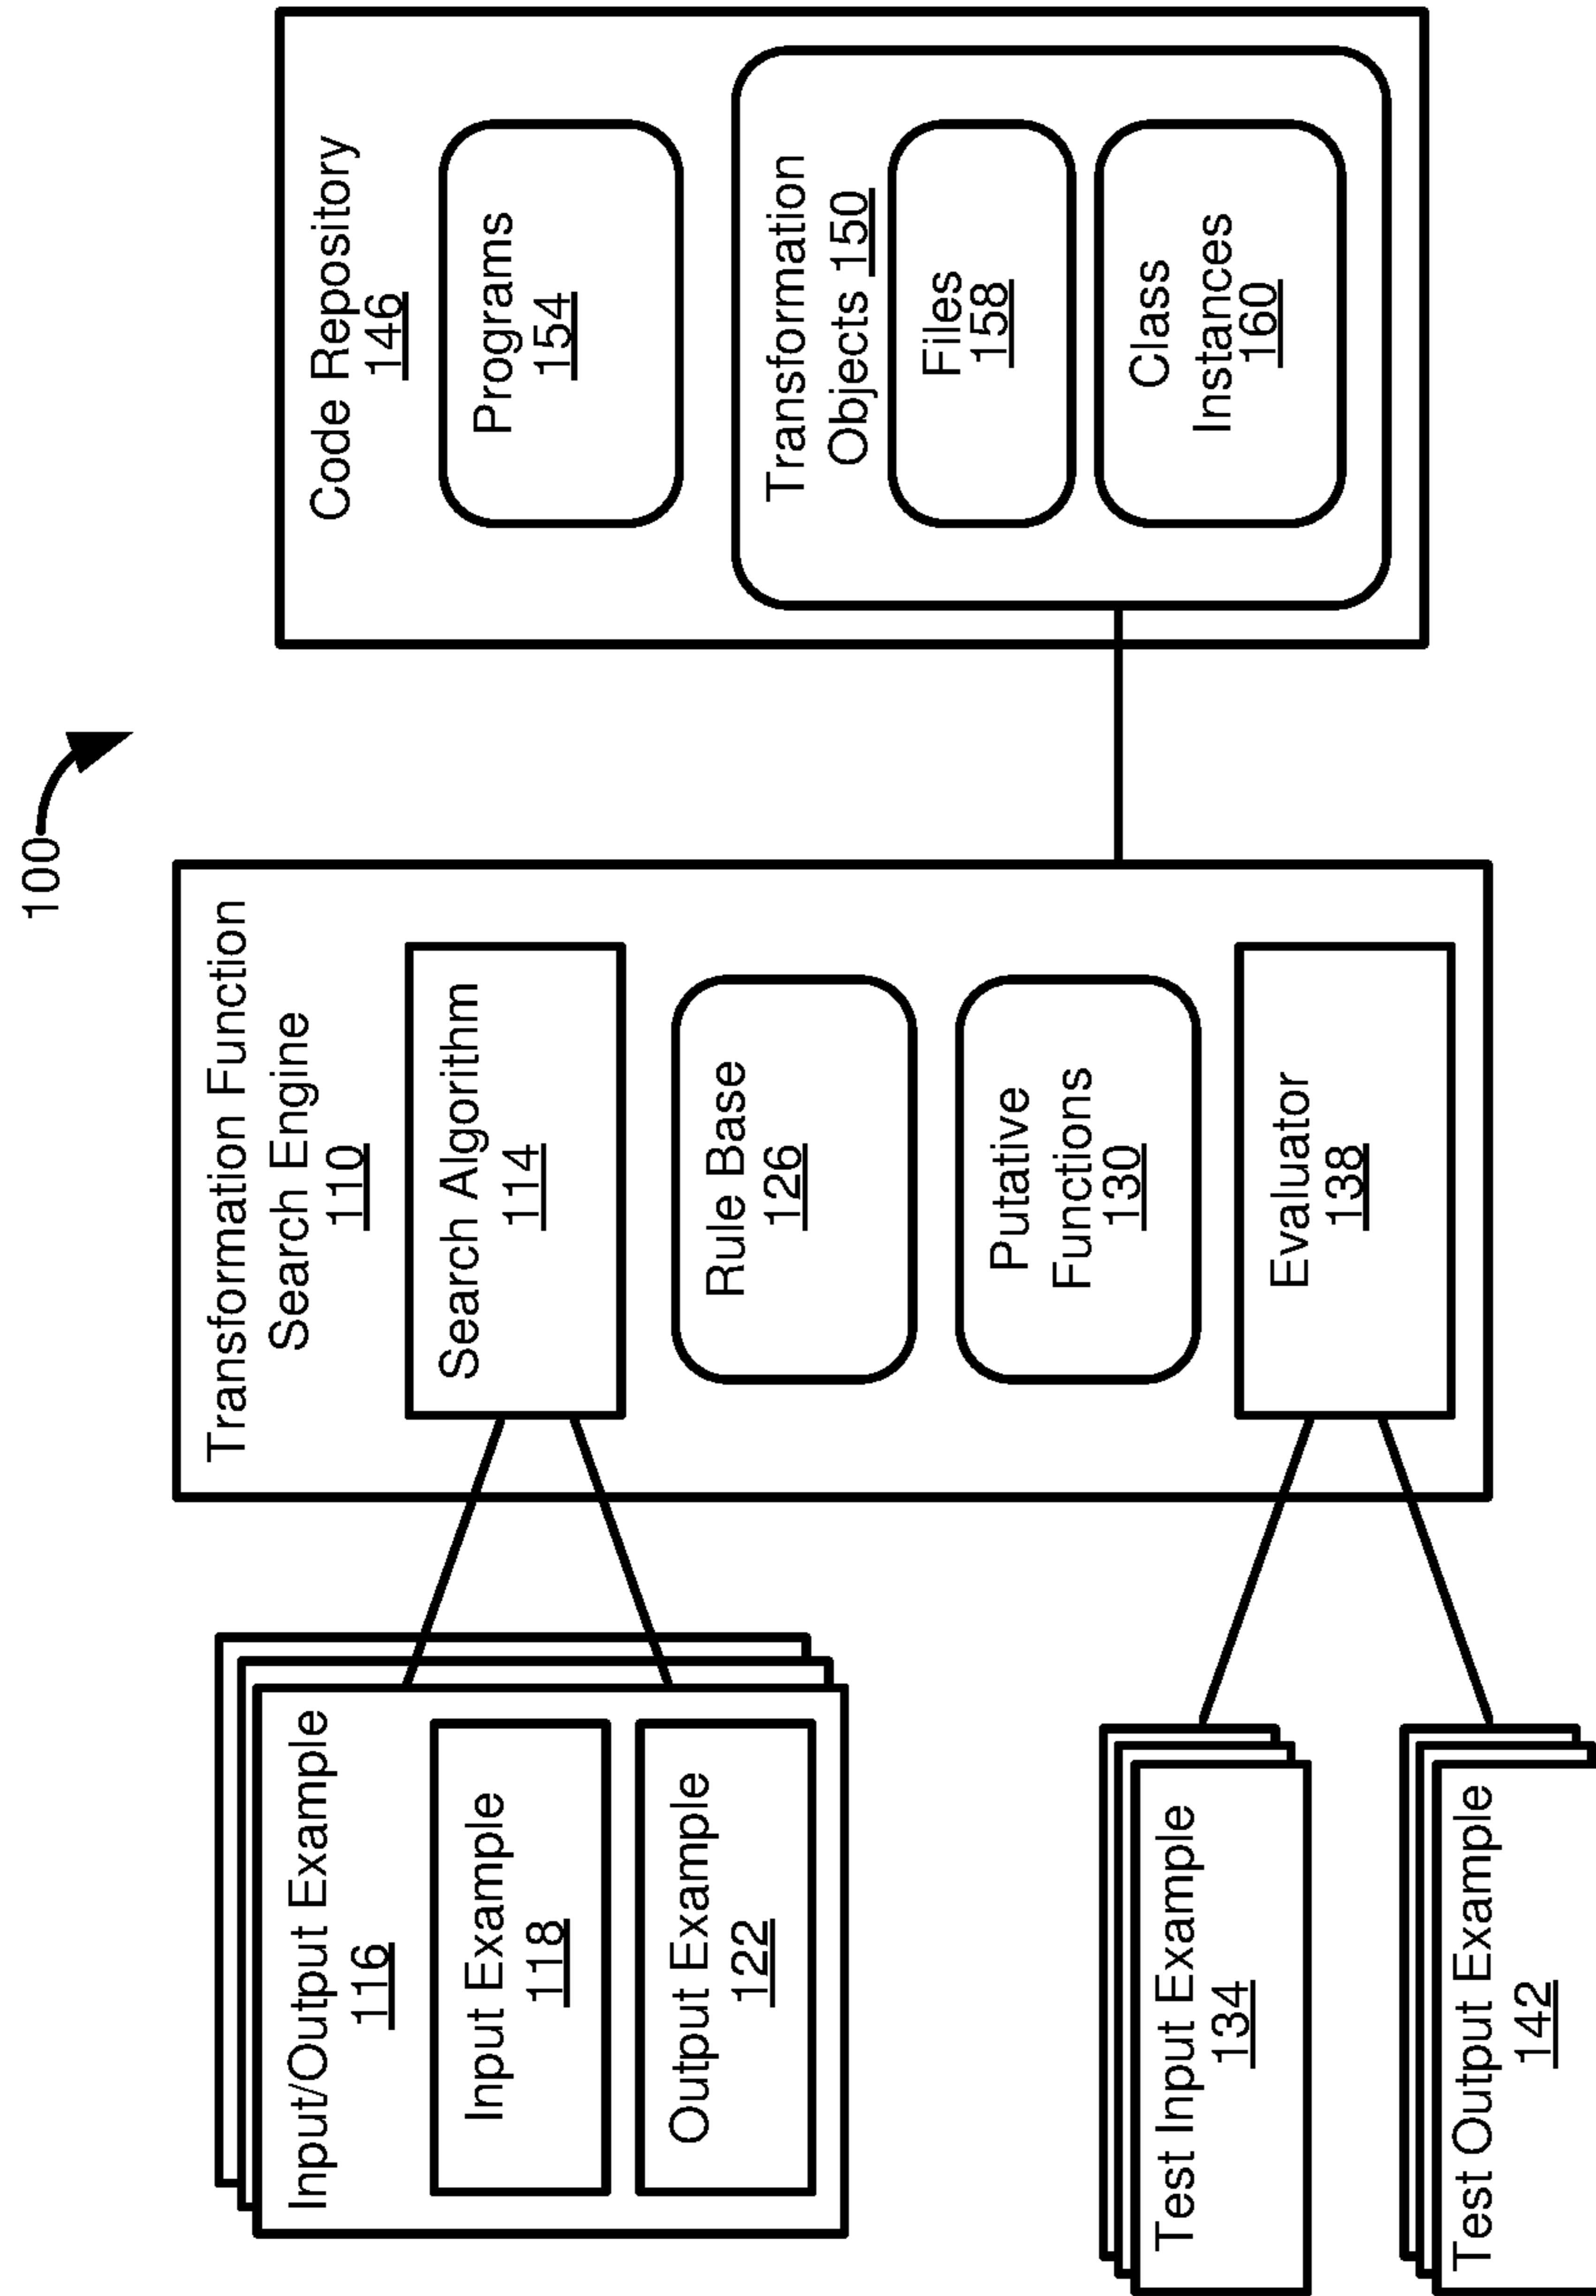 100
Input/Output Example
116
Input Example
118
Output Example
122
Test Input Example
134
Test Output Example
142
Transformation Function
Search Engine
110
Search Algorithm
114
Rule Base
126
Putative
Functions
130
Evaluator
138
Code Repository
146
Programs
154
Transformation
Objects 150
Files
158
Class
Instances
160